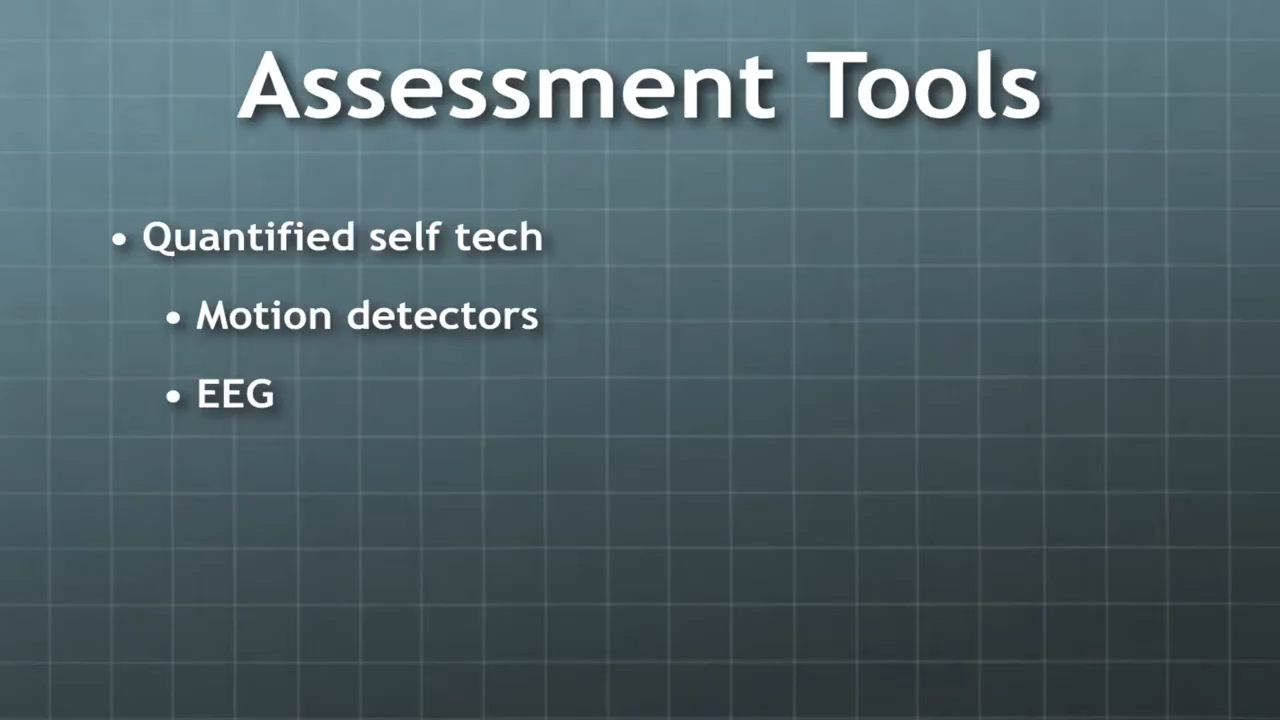 Assessment Tools
• Quantified self tech
• Motion detectors
• EEG